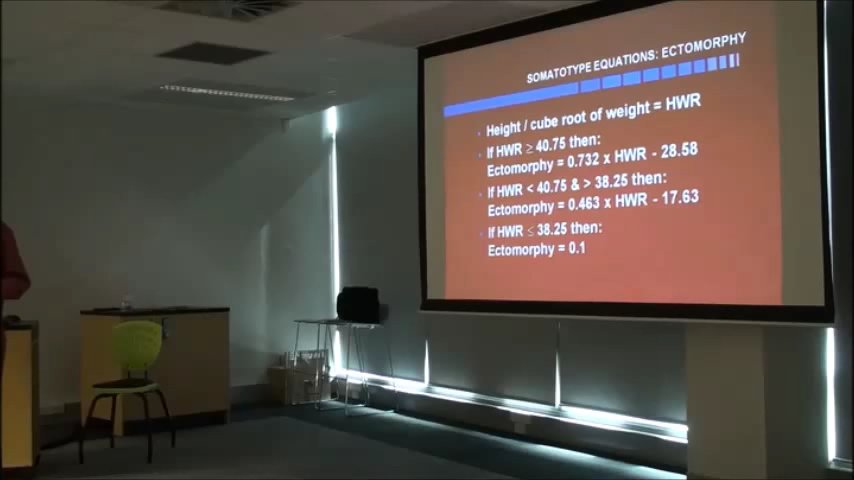 SOMATOTYPE EQUATIONS: ECTOMORPHY
Height / cube root of weight = HWR
If HWR ≥ 40.75 then:
Ectomorphy = 0.732 x HWR - 28.58
If HWR < 40.75 & > 38.25 then:
Ectomorphy = 0.463 x HWR - 17.63
If HWR ≤ 38.25 then:
Ectomorphy = 0.1